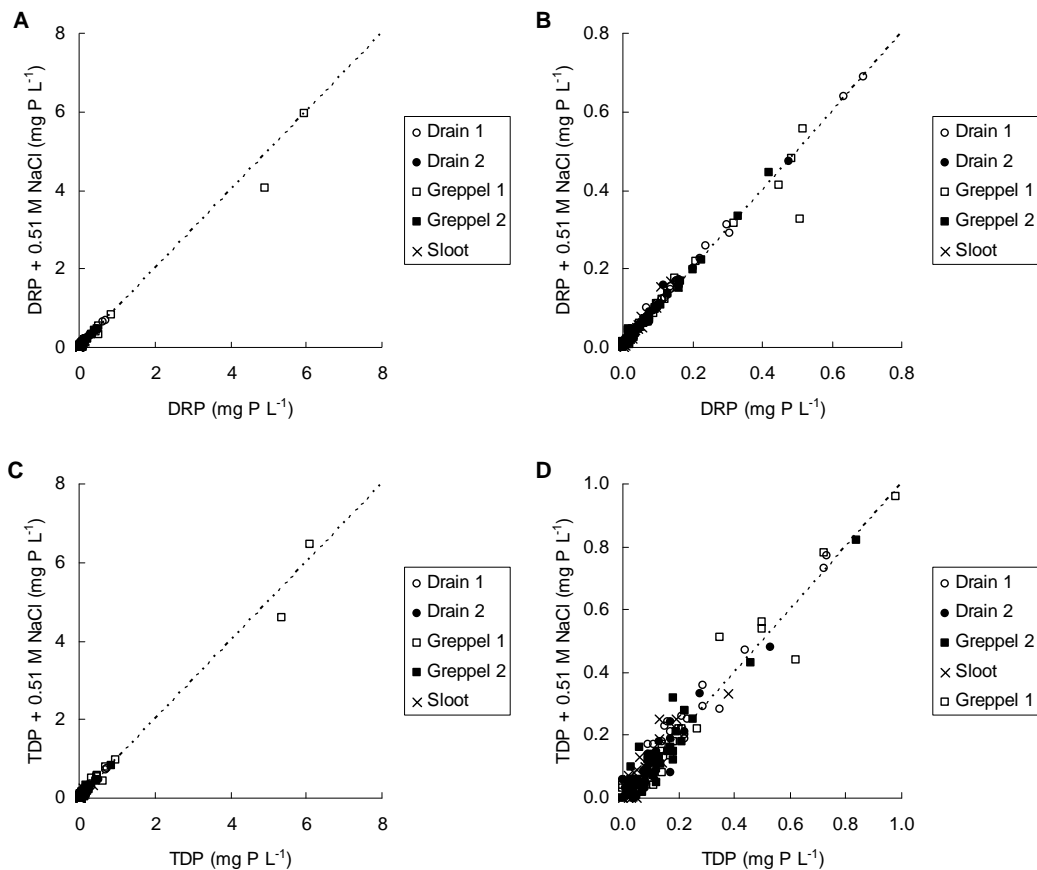 A
DRP + 0.51 M NaCl (mg P L⁻¹)
8
6
4
2
0
0 2 4 6 8
DRP (mg P L⁻¹)
Drain 1
Drain 2
Greppel 1
Greppel 2
Sloot
B
DRP + 0.51 M NaCl (mg P L⁻¹)
0.8
0.6
0.4
0.2
0.0
0.0 0.2 0.4 0.6 0.8
DRP (mg P L⁻¹)
Drain 1
Drain 2
Greppel 1
Greppel 2
Sloot
C
TDP + 0.51 M NaCl (mg P L⁻¹)
8
6
4
2
0
0 2 4 6 8
TDP (mg P L⁻¹)
Drain 1
Drain 2
Greppel 1
Greppel 2
Sloot
D
TDP + 0.51 M NaCl (mg P L⁻¹)
1.0
0.8
0.6
0.4
0.2
0.0
0.0 0.2 0.4 0.6 0.8 1.0
TDP (mg P L⁻¹)
Drain 1
Drain 2
Greppel 2
Sloot
Greppel 1